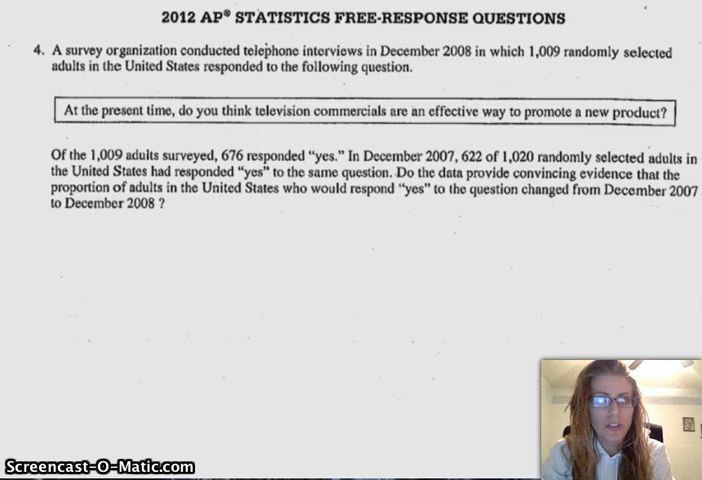 2012 AP® STATISTICS FREE-RESPONSE QUESTIONS
4. A survey organization conducted telephone interviews in December 2008 in which 1,009 randomly selected
adults in the United States responded to the following question.
At the present time, do you think television commercials are an effective way to promote a new product?
Of the 1,009 adults surveyed, 676 responded "yes." In December 2007, 622 of 1,020 randomly selected adults in
the United States had responded "yes" to the same question. Do the data provide convincing evidence that the
proportion of adults in the United States who would respond "yes" to the question changed from December 2007
to December 2008 ?
Screencast-O-Matic.com